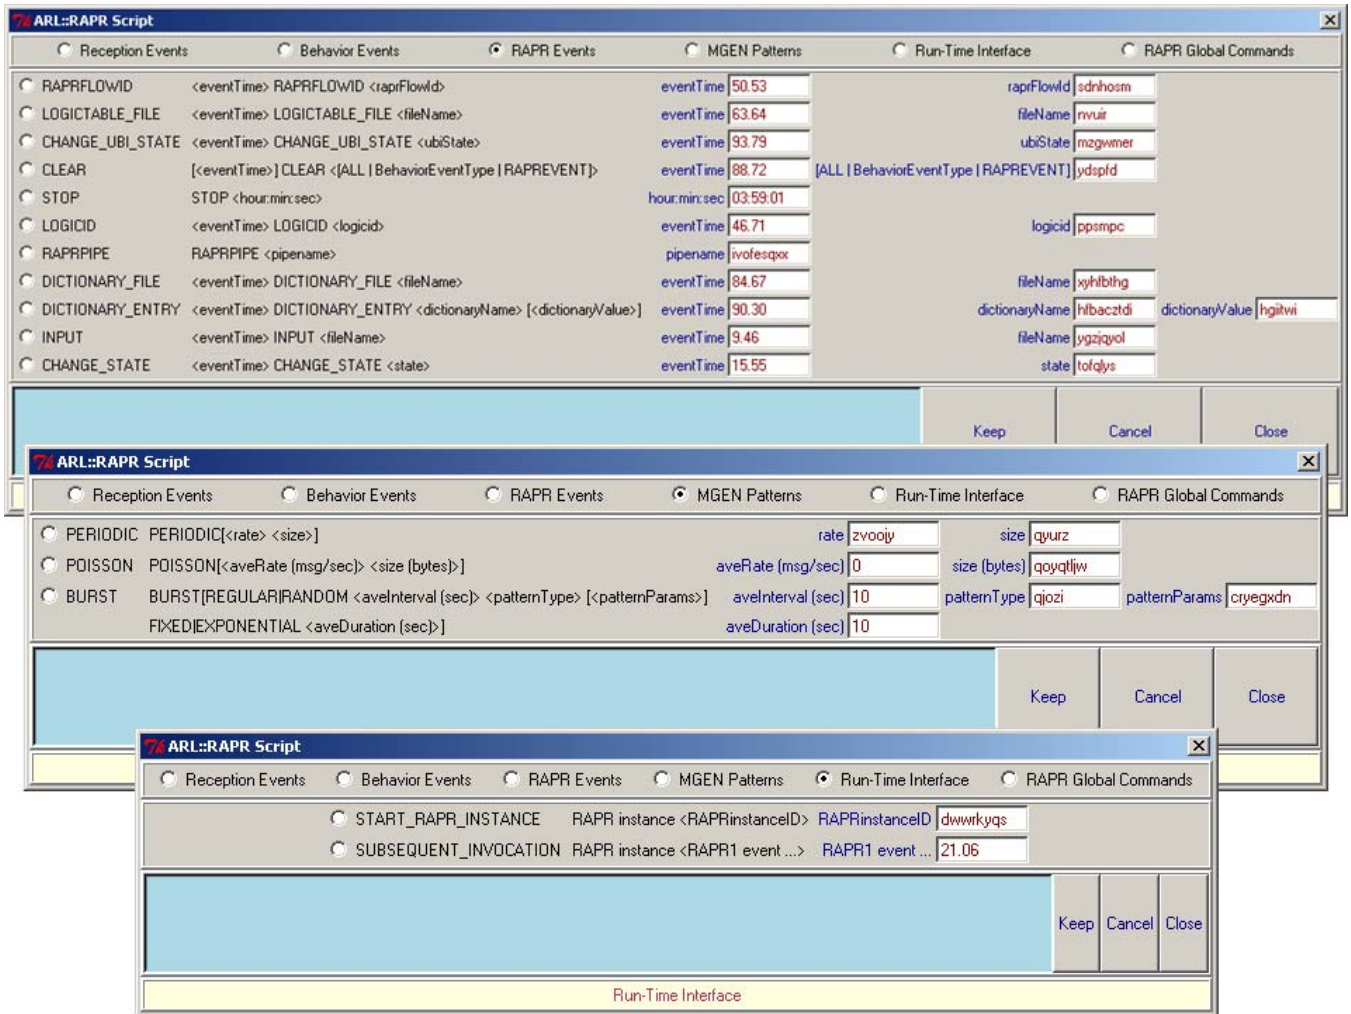 ARL::RAPR Script
Reception Events Behavior Events RAPR Events MGEN Patterns Run-Time Interface RAPR Global Commands
RAPRFLOWID <eventTime> RAPRFLOWID <raprFlowId> eventTime 50.53 raprFlowId sdnhosm
LOGICTABLE_FILE <eventTime> LOGICTABLE_FILE <fileName> eventTime 63.64 fileName nvuir
CHANGE_UBI_STATE <eventTime> CHANGE_UBI_STATE <ubiState> eventTime 93.79 ubiState mzgwmer
CLEAR [<eventTime>] CLEAR <[ALL | BehaviorEventType | RAPREVENT]> eventTime 88.72 [ALL | BehaviorEventType | RAPREVENT] ydspfd
STOP STOP <hour:min:sec> hour:min:sec 03:59:01
LOGICID <eventTime> LOGICID <logicid> eventTime 46.71 logicid ppsmpc
RAPRPIPE RAPRPIPE <pipename> pipename ivofesqxx
DICTIONARY_FILE <eventTime> DICTIONARY_FILE <fileName> eventTime 84.67 fileName xyhfbthg
DICTIONARY_ENTRY <eventTime> DICTIONARY_ENTRY <dictionaryName> [<dictionaryValue>] eventTime 90.30 dictionaryName hfbacztdi dictionaryValue hgiitwi
INPUT <eventTime> INPUT <fileName> eventTime 9.46 fileName ygzjqyol
CHANGE_STATE <eventTime> CHANGE_STATE <state> eventTime 15.55 state tofqlys
Keep Cancel Close
ARL::RAPR Script
Reception Events Behavior Events RAPR Events MGEN Patterns Run-Time Interface RAPR Global Commands
PERIODIC PERIODIC[<rate> <size>] rate zvoojy size qyurz
POISSON POISSON[<aveRate (msg/sec)> <size (bytes)>] aveRate (msg/sec) 0 size (bytes) qoyqtljw
BURST BURST[REGULAR|RANDOM <aveInterval (sec)> <patternType> [<patternParams>] aveInterval (sec) 10 patternType qjozi patternParams cryegxdn
FIXED|EXPONENTIAL <aveDuration (sec)>] aveDuration (sec) 10
Keep Cancel Close
ARL::RAPR Script
Reception Events Behavior Events RAPR Events MGEN Patterns Run-Time Interface RAPR Global Commands
START_RAPR_INSTANCE RAPR instance <RAPRinstanceID> RAPRinstanceID dwwrkyqs
SUBSEQUENT_INVOCATION RAPR instance <RAPR1 event ...> RAPR1 event ... 21.06
Keep Cancel Close
Run-Time Interface